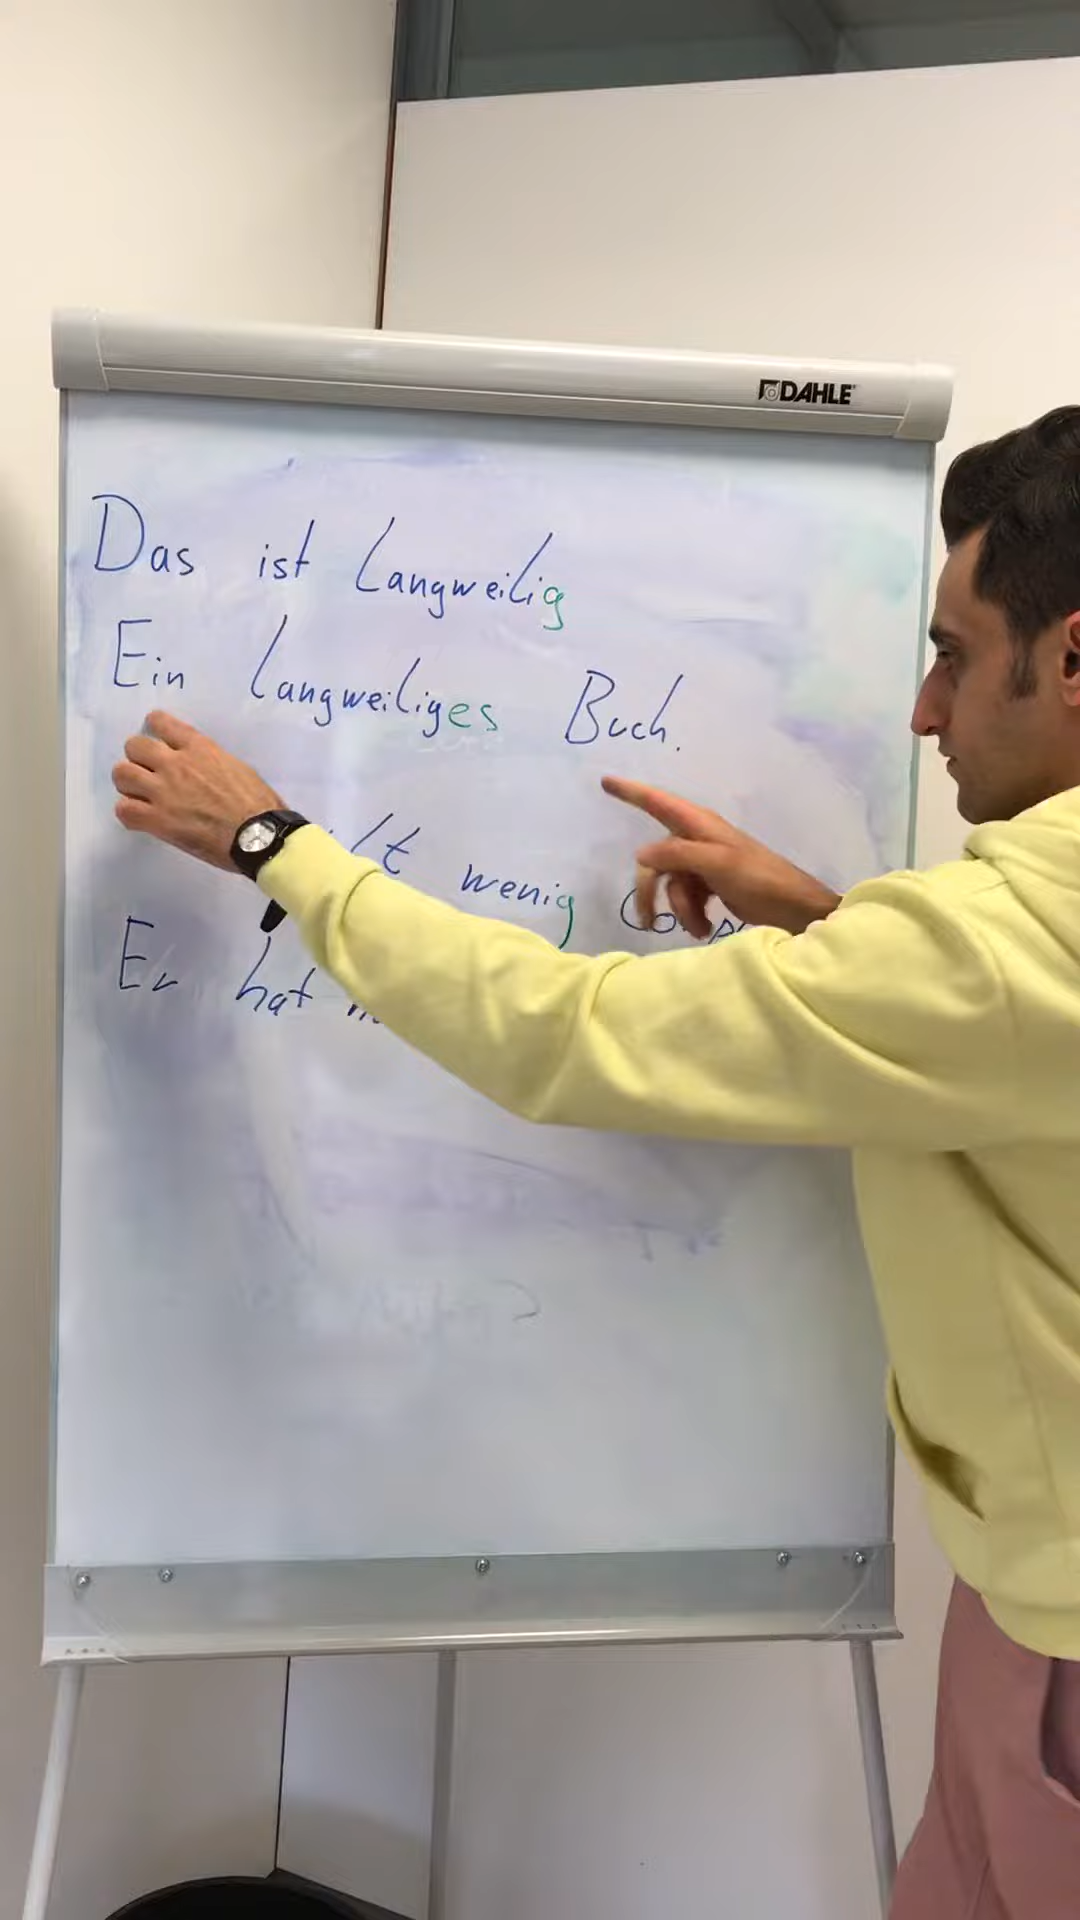 DAHLE
Das ist Langweilig
Ein langweiliges Buch.
wenig
Er hat